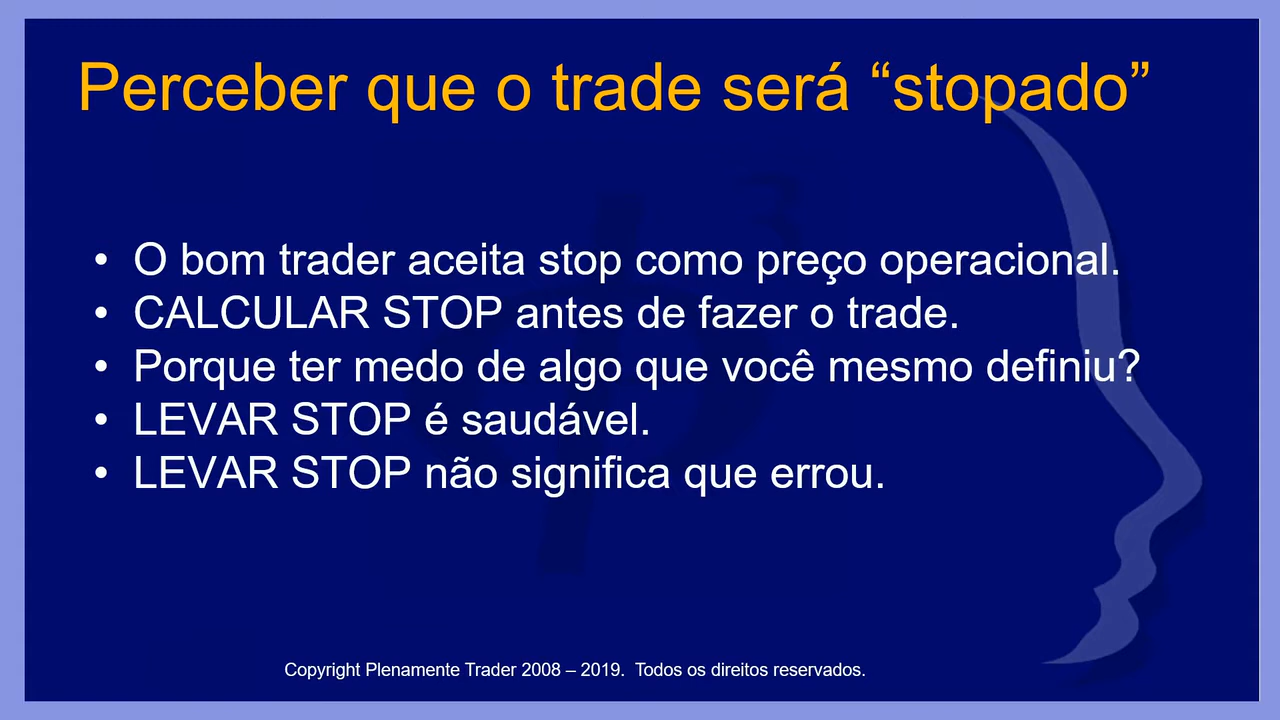 Perceber que o trade será “stopado”
• O bom trader aceita stop como preço operacional.
• CALCULAR STOP antes de fazer o trade.
• Porque ter medo de algo que você mesmo definiu?
• LEVAR STOP é saudável.
• LEVAR STOP não significa que errou.
Copyright Plenamente Trader 2008 – 2019.  Todos os direitos reservados.